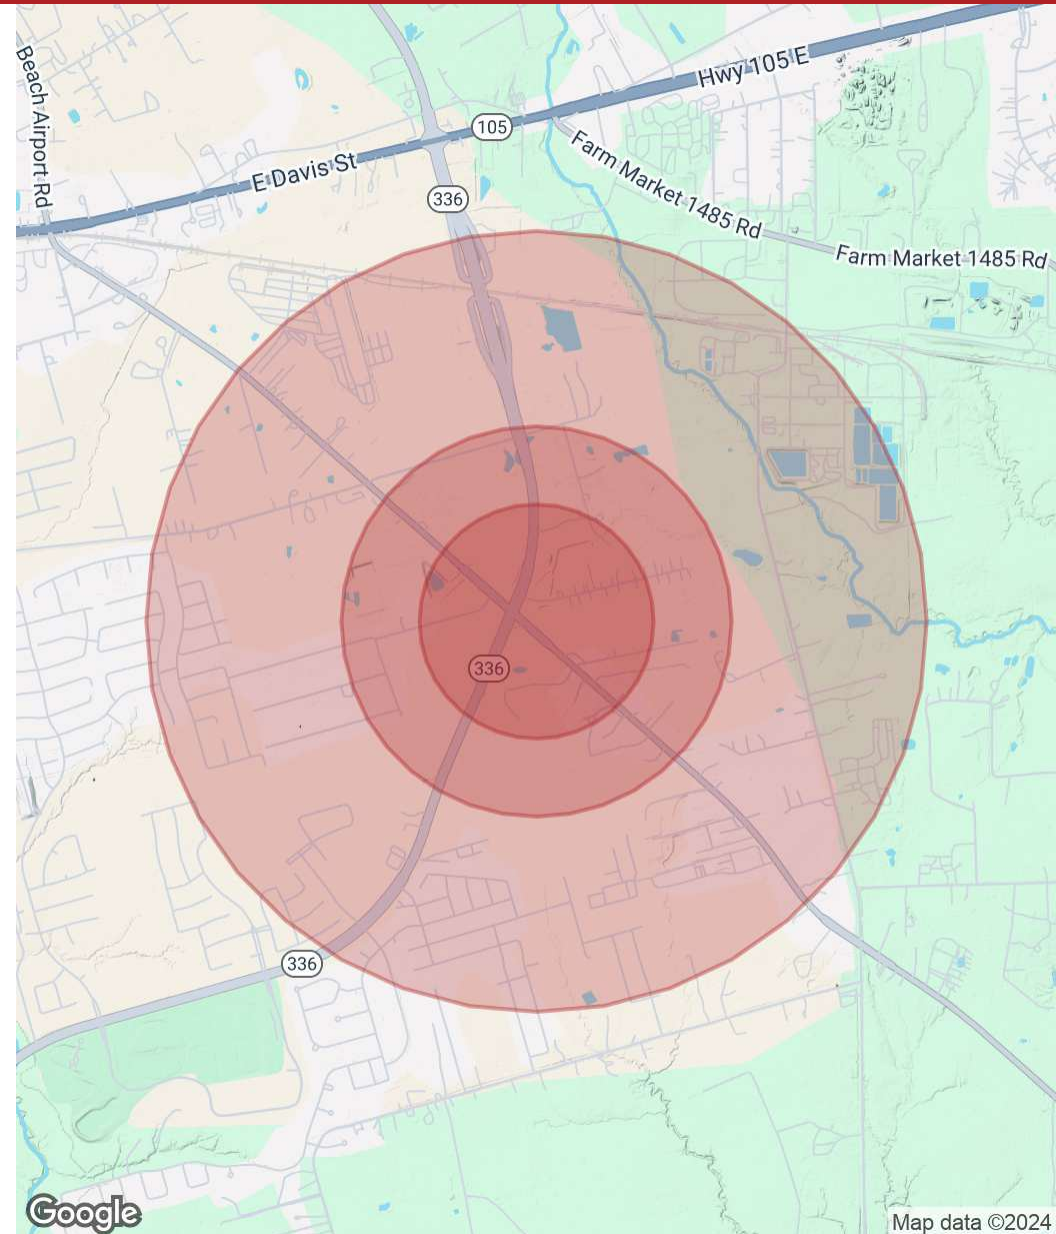 Hwy 105 E
Beach Airport Rd
105
Farm Market 1485 Rd
E Davis St
336
Farm Market 1485 Rd
336
336
Google
Map data ©2024